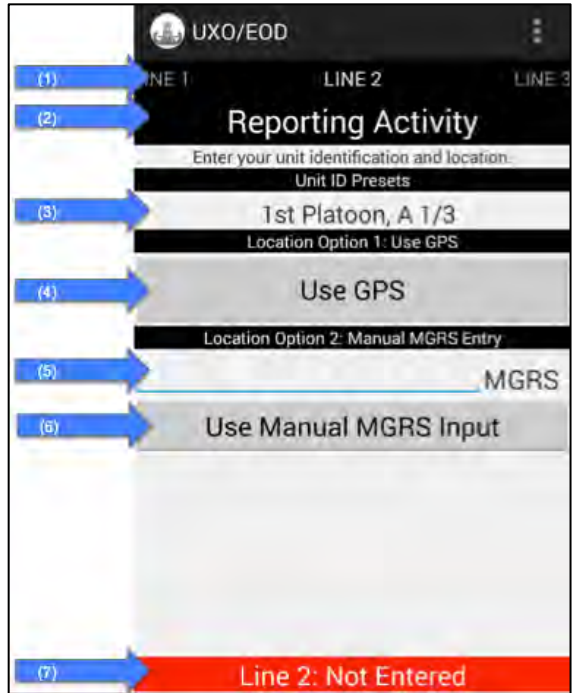 UXO/EOD
(1) INE 1 LINE 2 LINE 3
(2) Reporting Activity
Enter your unit identification and location
Unit ID Presets
(3) 1st Platoon, A 1/3
Location Option 1: Use GPS
(4) Use GPS
Location Option 2: Manual MGRS Entry
(5) MGRS
(6) Use Manual MGRS Input
(7) Line 2: Not Entered